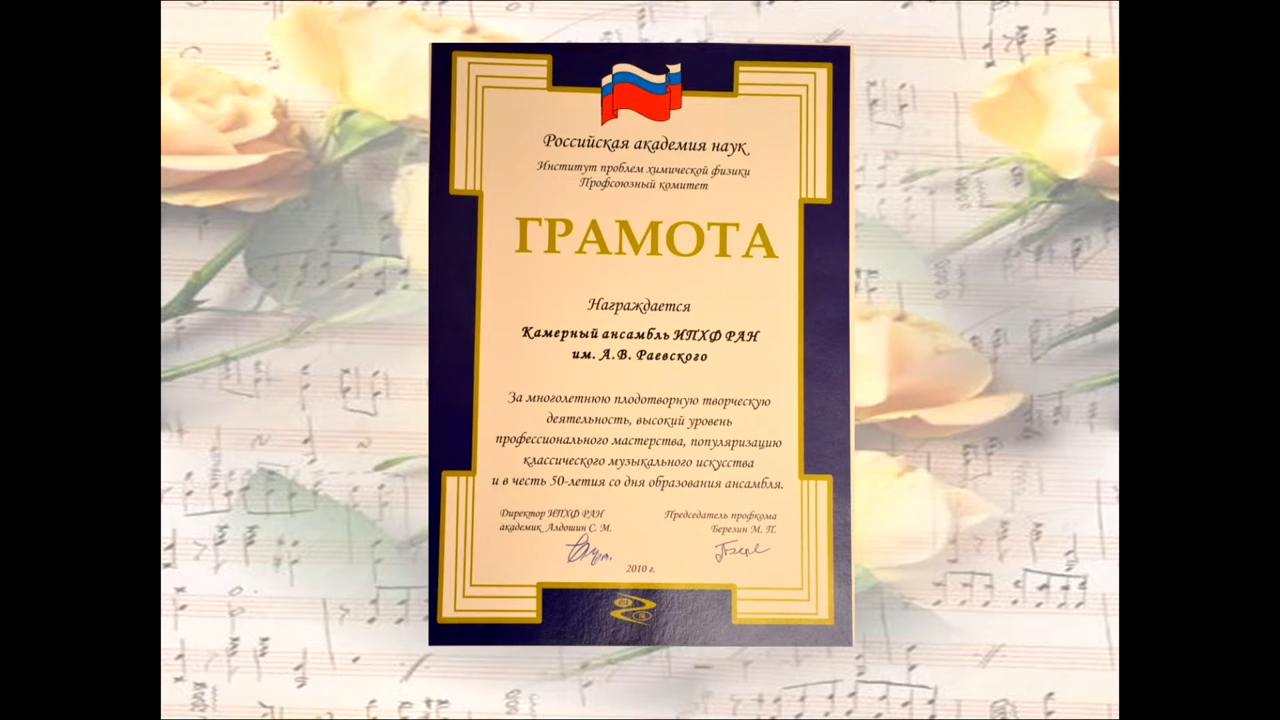 Российская академия наук
Институт проблем химической физики
Профсоюзный комитет
ГРАМОТА
Награждается
Камерный ансамбль ИПХФ РАН
им. А.В. Раевского
За многолетнюю плодотворную творческую
деятельность, высокий уровень
профессионального мастерства, популяризацию
классического музыкального искусства
и в честь 50-летия со дня образования ансамбля.
Директор ИПХФ РАН
академик Алдошин С. М.
Председатель профкома
Березин М. П.
2010 г.